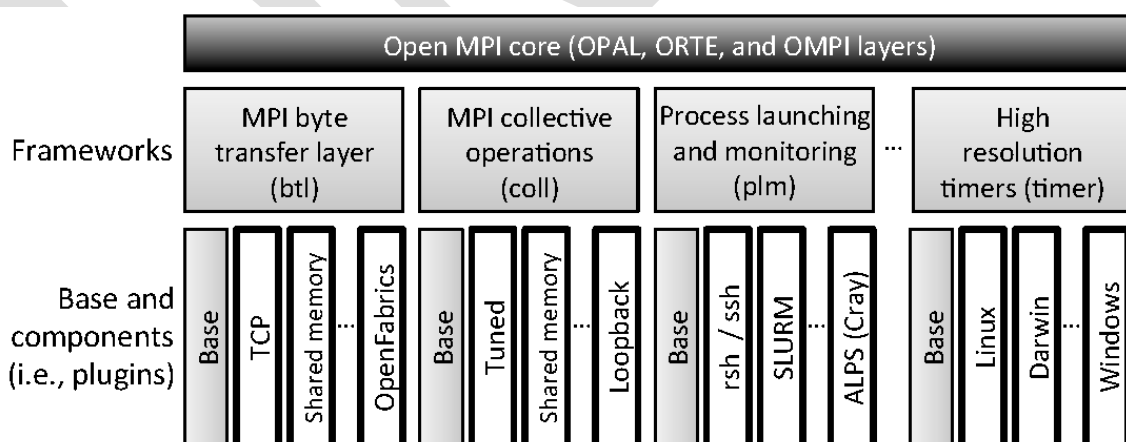 Open MPI core (OPAL, ORTE, and OMPI layers)
Frameworks
MPI byte
transfer layer
(btl)
MPI collective
operations
(coll)
Process launching
and monitoring
(plm)
...
High
resolution
timers (timer)
Base and
components
(i.e., plugins)
Base
TCP
Shared memory
...
OpenFabrics
Base
Tuned
Shared memory
...
Loopback
Base
rsh / ssh
SLURM
...
ALPS (Cray)
Base
Linux
Darwin
...
Windows